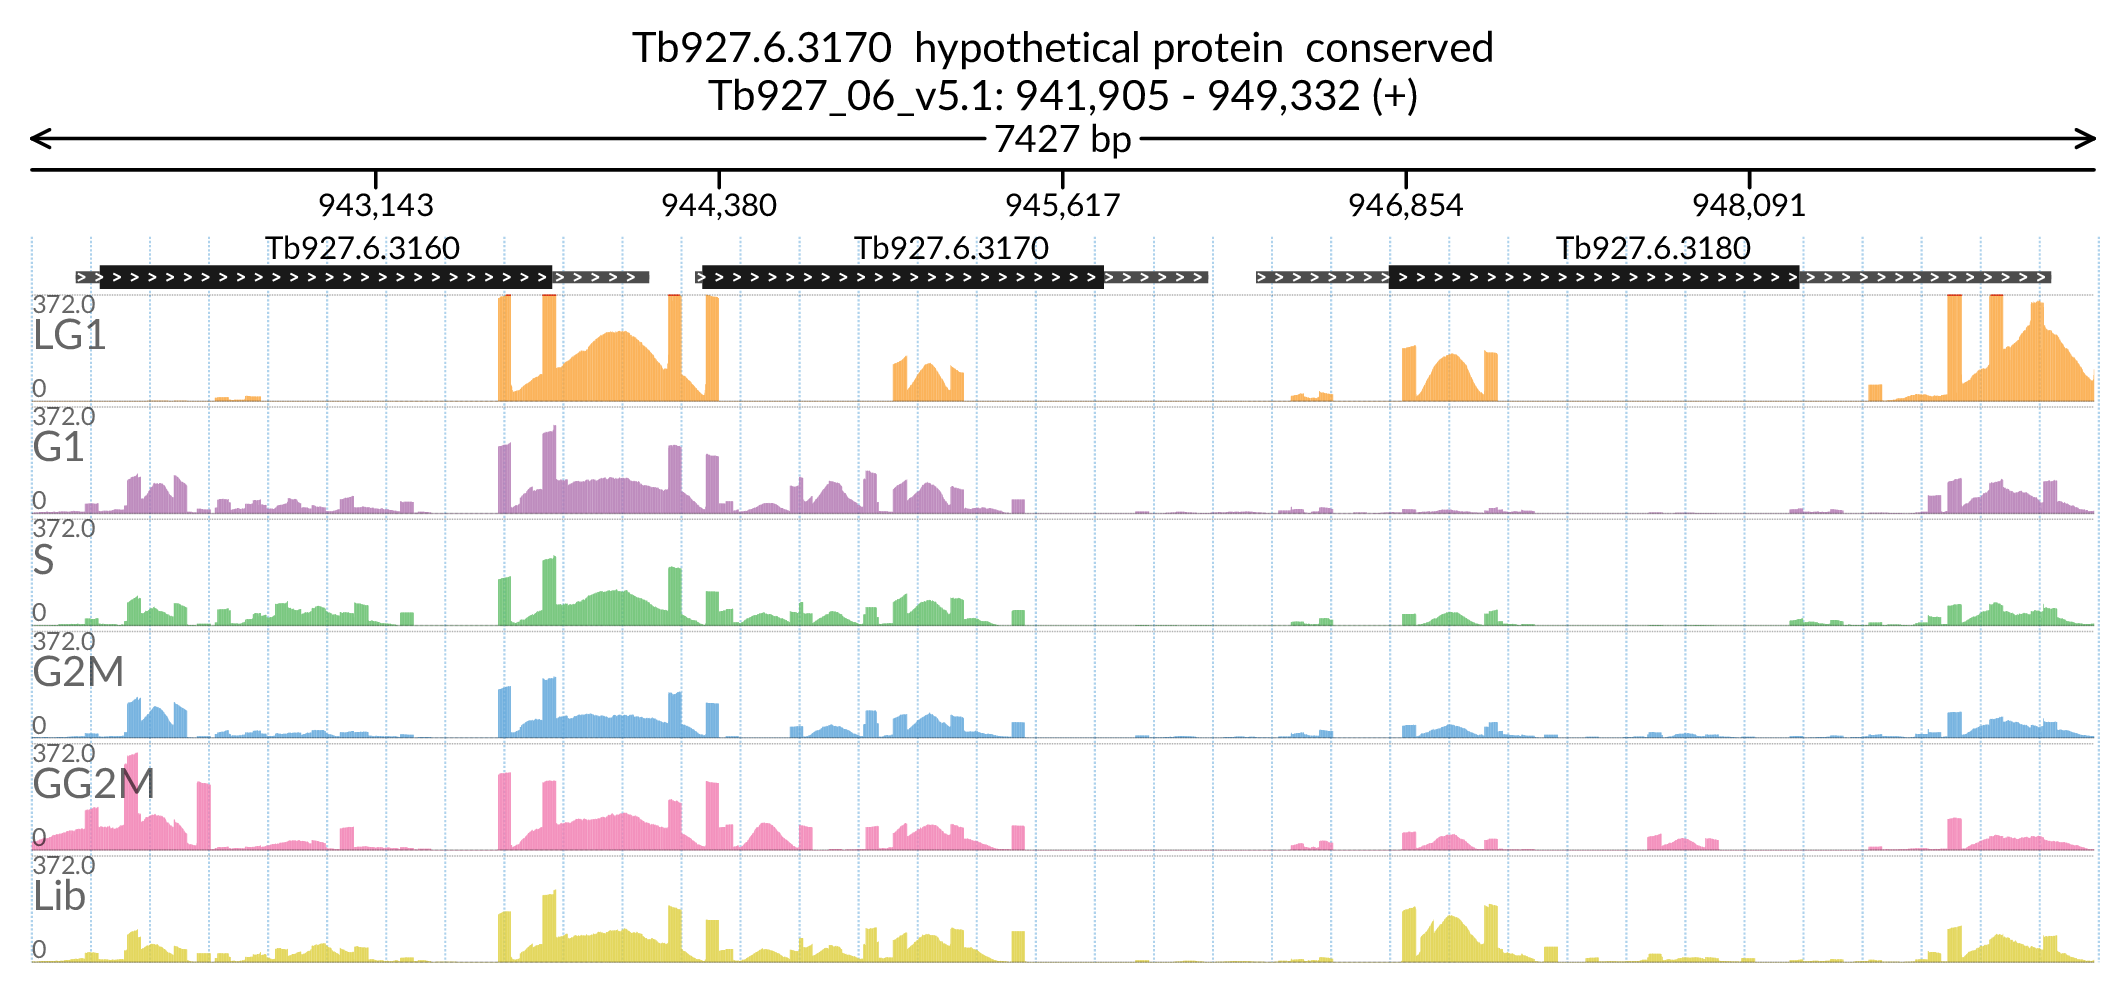 Tb927.6.3170 hypothetical protein conserved
Tb927_06_v5.1: 941,905 - 949,332 (+)
7427 bp
943,143 944,380 945,617 946,854 948,091
Tb927.6.3160 Tb927.6.3170 Tb927.6.3180
372.0
LG1
0
372.0
G1
0
372.0
S
0
372.0
G2M
0
372.0
GG2M
0
372.0
Lib
0